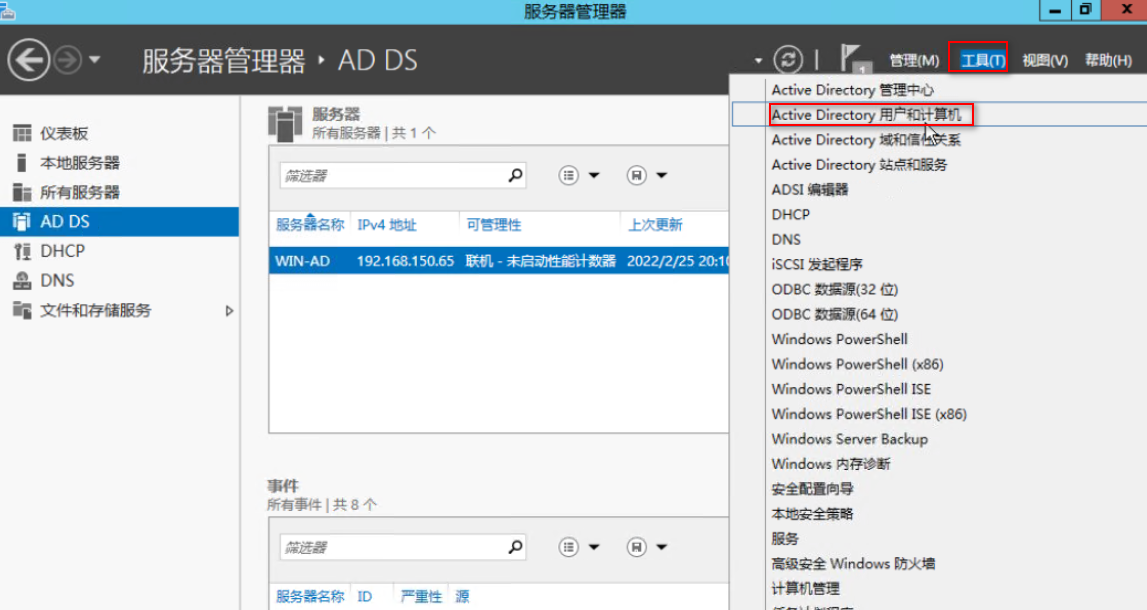 服务器管理器
服务器管理器 AD DS
管理(M) 工具(T) 视图(V) 帮助(H)
1
仪表板
本地服务器
所有服务器
AD DS
DHCP
DNS
文件和存储服务
服务器
所有服务器 | 共 1 个
筛选器
服务器名称 IPv4 地址 可管理性 上次更新
WIN-AD 192.168.150.65 联机 - 未启动性能计数器 2022/2/25 20:10
事件
所有事件 | 共 8 个
筛选器
服务器名称 ID 严重性 源
Active Directory 管理中心
Active Directory 用户和计算机
Active Directory 域和信任关系
Active Directory 站点和服务
ADSI 编辑器
DHCP
DNS
iSCSI 发起程序
ODBC 数据源(32 位)
ODBC 数据源(64 位)
Windows PowerShell
Windows PowerShell (x86)
Windows PowerShell ISE
Windows PowerShell ISE (x86)
Windows Server Backup
Windows 内存诊断
安全配置向导
本地安全策略
服务
高级安全 Windows 防火墙
计算机管理